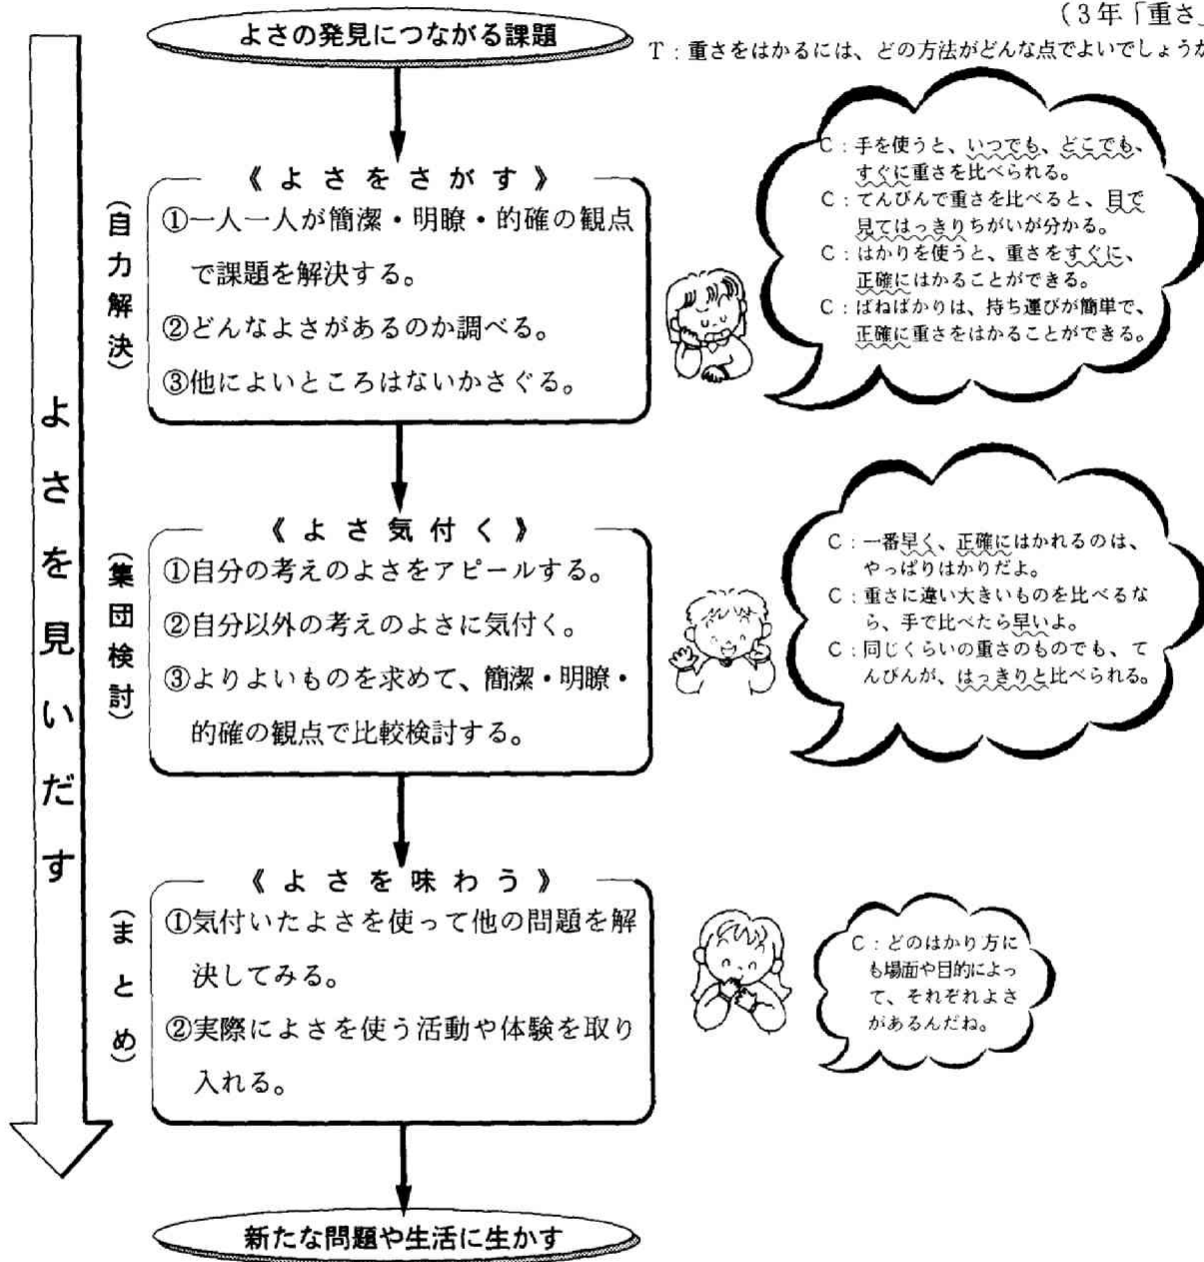 よさの発見につながる課題
(3年「重さ」
T:重さをはかるには、どの方法がどんな点でよいでしょうか
よさを見いだす
(自力解決)
《よさをさがす》
①一人一人が簡潔・明瞭・的確の観点
で課題を解決する。
②どんなよさがあるのか調べる。
③他によいところはないかさぐる。
C:手を使うと、いつでも、どこでも、
すぐに重さを比べられる。
C:てんびんで重さを比べると、目で
見てはっきりちがいが分かる。
C:はかりを使うと、重さをすぐに、
正確にはかることができる。
C:ばねばかりは、持ち運びが簡単で、
正確に重さをはかることができる。
(集団検討)
《よさ気付く》
①自分の考えのよさをアピールする。
②自分以外の考えのよさに気付く。
③よりよいものを求めて、簡潔・明瞭・
的確の観点で比較検討する。
C:一番早く、正確にはかれるのは、
やっぱりはかりだよ。
C:重さに違い大きいものを比べるな
ら、手で比べたら早いよ。
C:同じくらいの重さのものでも、て
んびんが、はっきりと比べられる。
(まとめ)
《よさを味わう》
①気付いたよさを使って他の問題を解
決してみる。
②実際によさを使う活動や体験を取り
入れる。
C:どのはかり方に
も場面や目的によっ
て、それぞれよさ
があるんだね。
新たな問題や生活に生かす